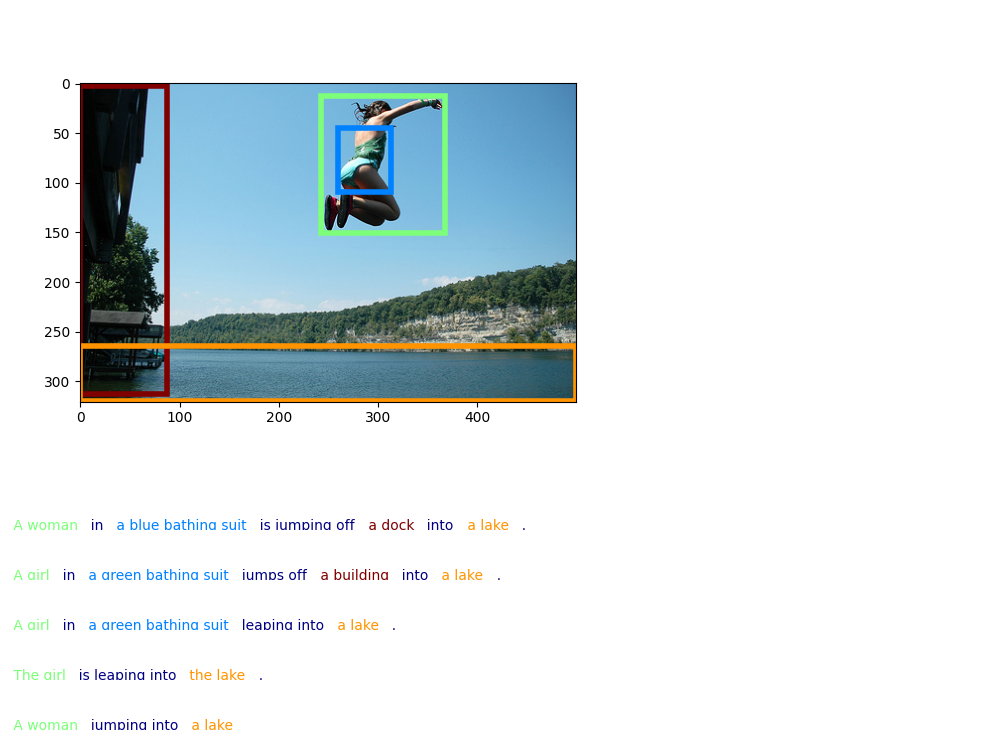 0
50
100
150
200
250
300
0 100 200 300 400
A woman in a blue bathing suit is jumping off a dock into a lake .
A girl in a green bathing suit jumps off a building into a lake .
A girl in a green bathing suit leaping into a lake .
The girl is leaping into the lake .
A woman jumping into a lake